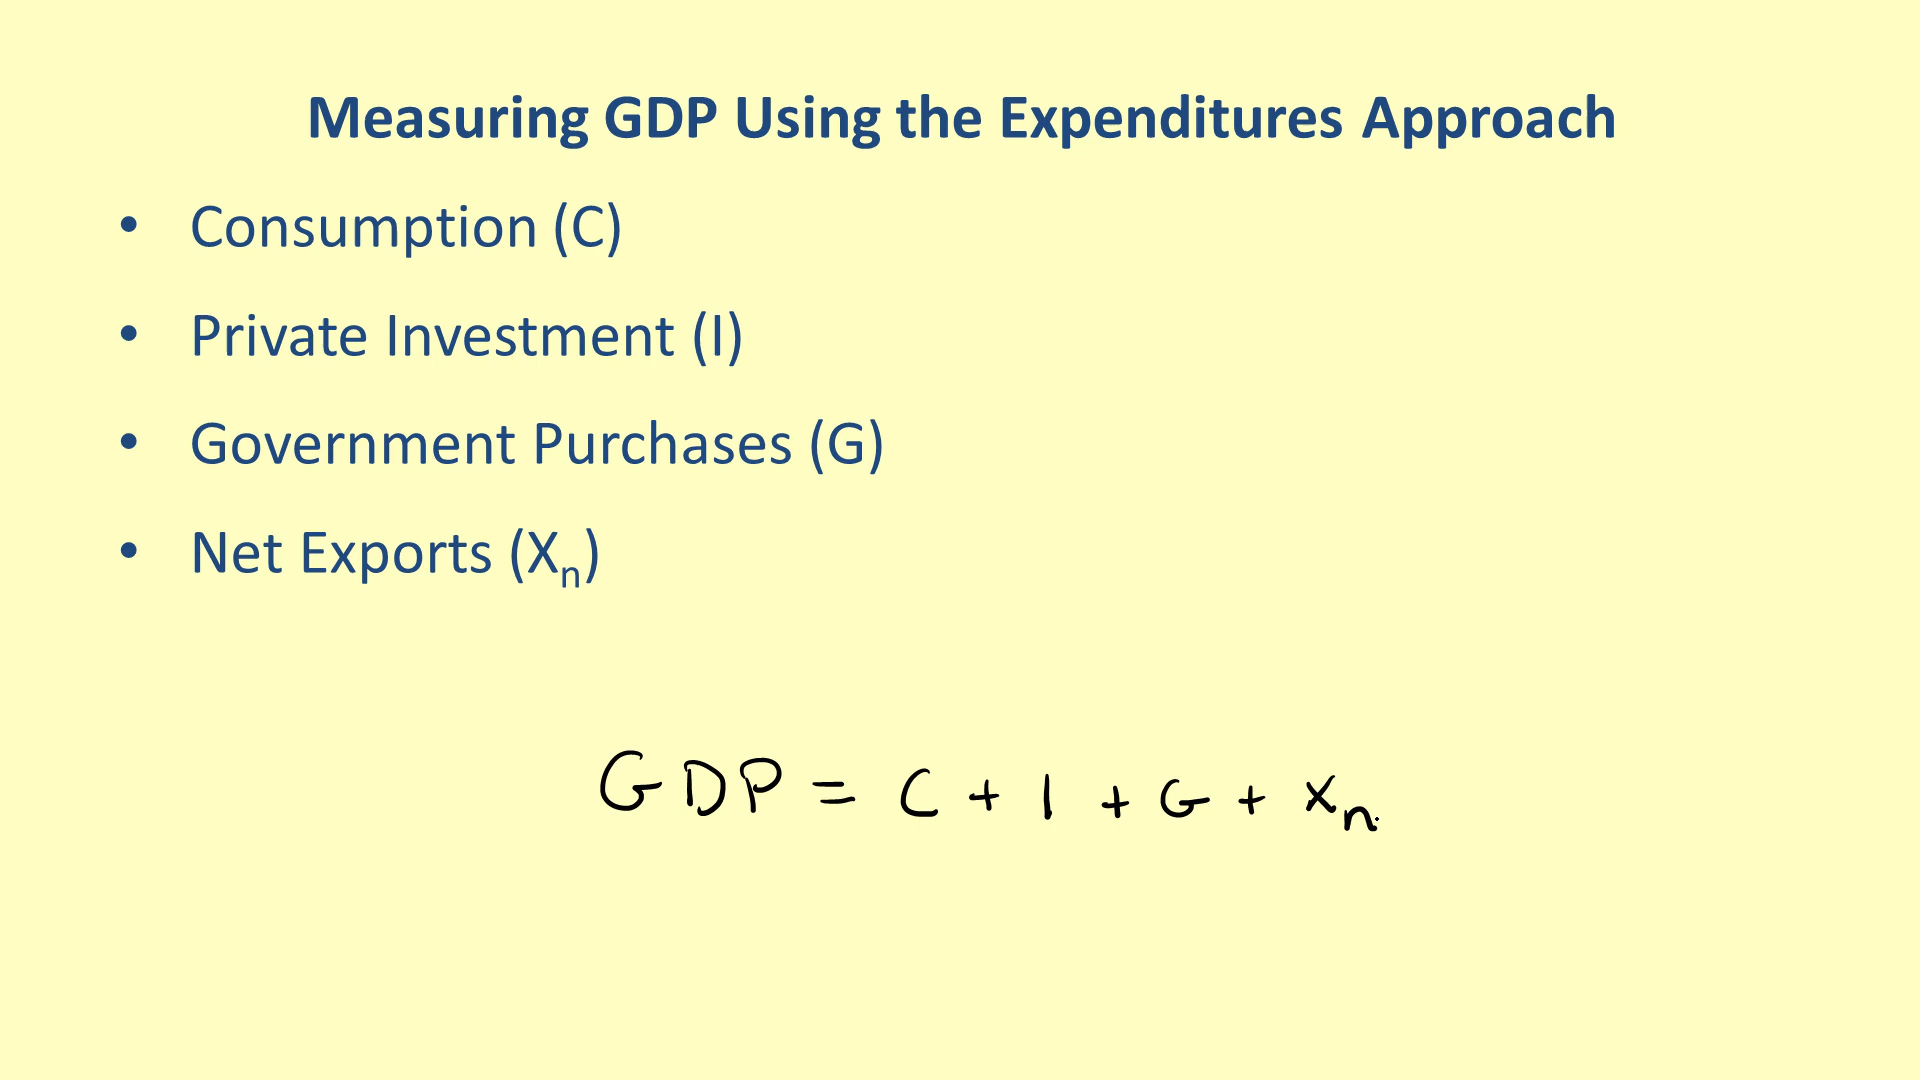 Measuring GDP Using the Expenditures Approach
• Consumption (C)
• Private Investment (I)
• Government Purchases (G)
• Net Exports (Xₙ)
GDP = C + I + G + Xₙ